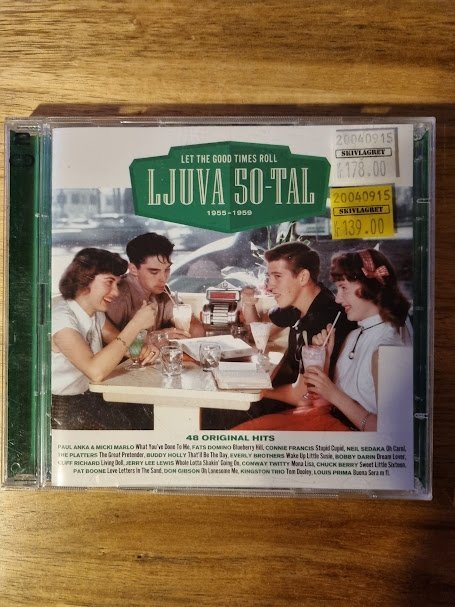 LET THE GOOD TIMES ROLL
LJUVA 50-TAL
1955-1959
20040915
SKIVLAGRET
178.00
20040915
SKIVLAGRET
139.00
48 ORIGINAL HITS
PAUL ANKA & MICKI MARLO What You've Done To Me, FATS DOMINO Blueberry Hill, CONNIE FRANCIS Stupid Cupid, NEIL SEDAKA Oh Carol,
THE PLATTERS The Great Pretender, BUDDY HOLLY That'll Be The Day, EVERLY BROTHERS Wake Up Little Susie, BOBBY DARIN Dream Lover,
CLIFF RICHARD Living Doll, JERRY LEE LEWIS Whole Lotta Shakin' Going On, CONWAY TWITTY Mona Lisa, CHUCK BERRY Sweet Little Sixteen,
PAT BOONE Love Letters In The Sand, DON GIBSON Oh Lonesome Me, KINGSTON TRIO Tom Dooley, LOUIS PRIMA Buona Sera m fl.